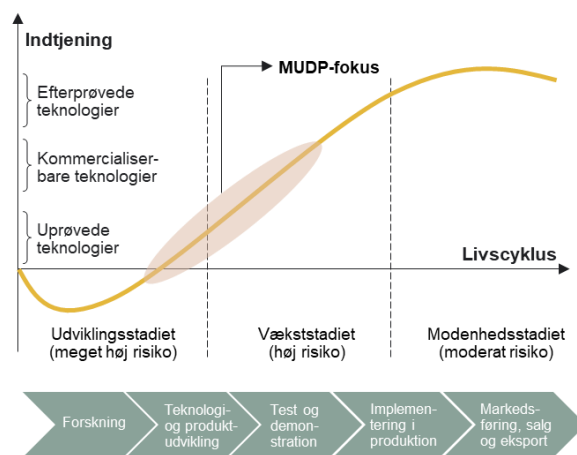 Indtjening
MUDP-fokus
Efterprøvede
teknologier
Kommercialiser-
bare teknologier
Uprøvede
teknologier
Livscyklus
Udviklingsstadiet
(meget høj risiko)
Vækststadiet
(høj risiko)
Modenhedsstadiet
(moderat risiko)
Forskning
Teknologi-
og produkt-
udvikling
Test og
demon-
stration
Implemen-
tering i
produktion
Markeds-
føring, salg
og eksport